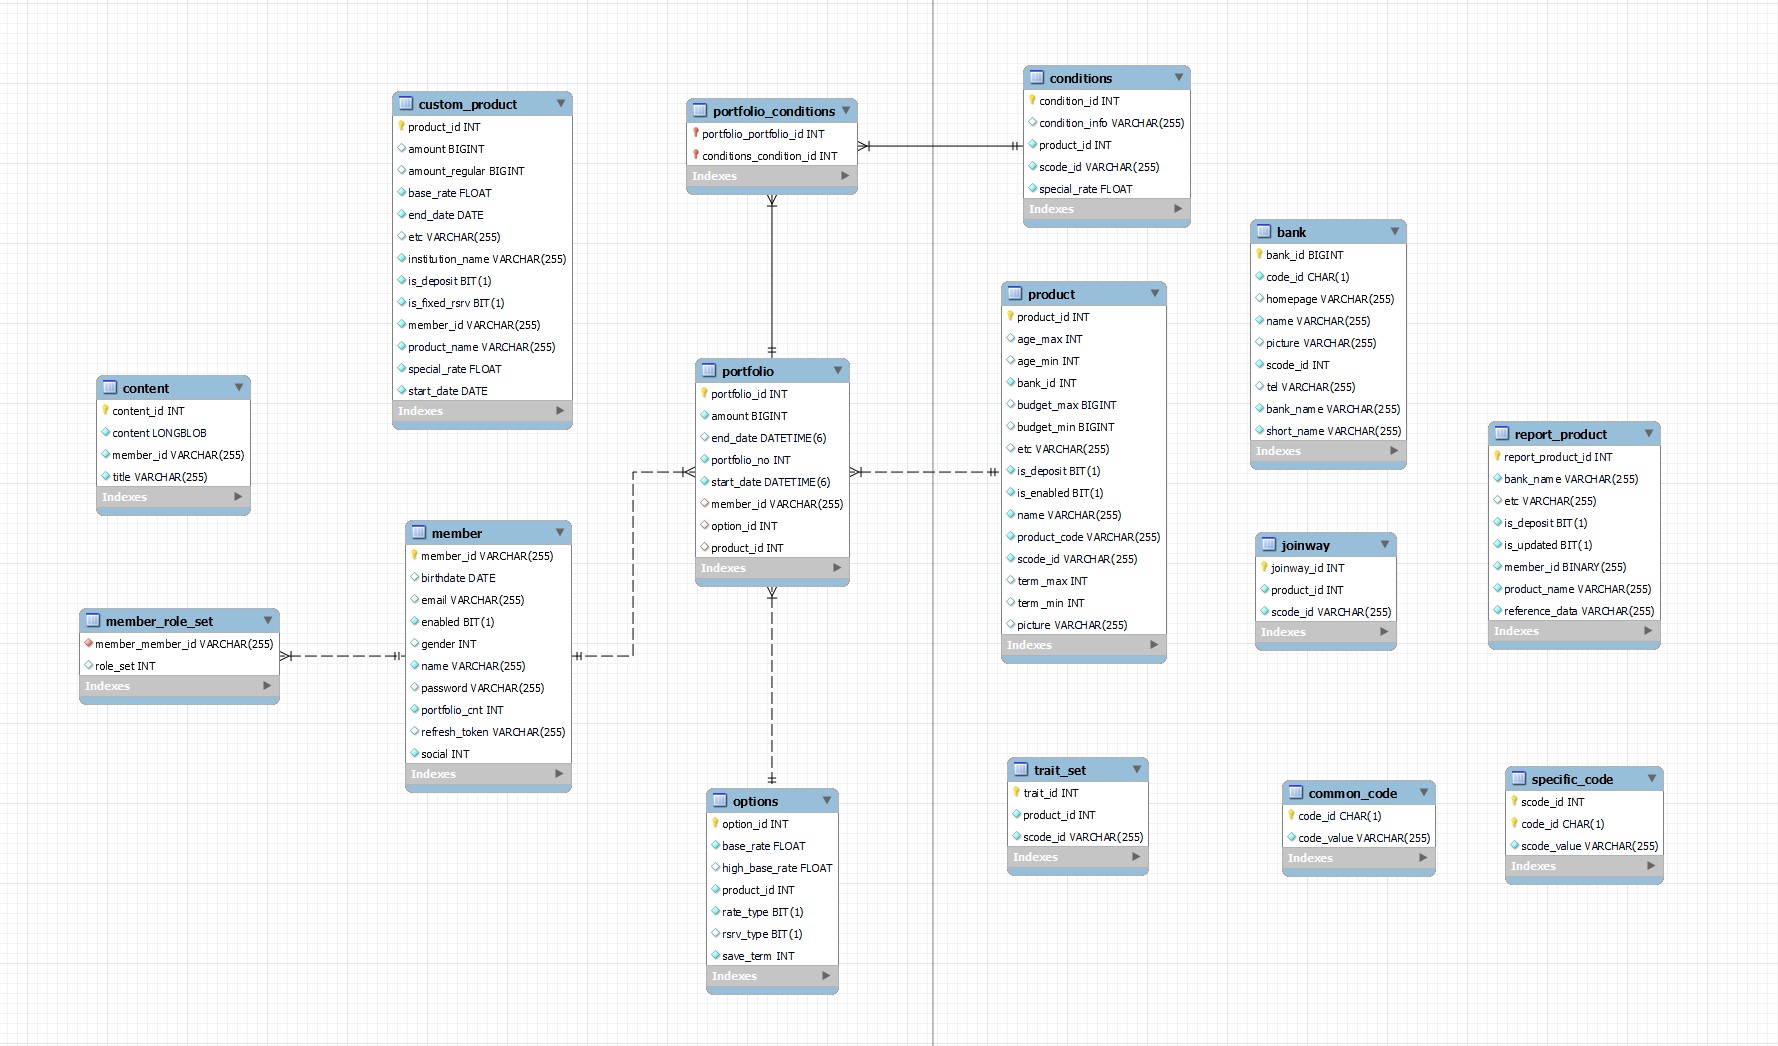 custom_product
product_id INT
amount BIGINT
amount_regular BIGINT
base_rate FLOAT
end_date DATE
etc VARCHAR(255)
institution_name VARCHAR(255)
is_deposit BIT(1)
is_fixed_rsrv BIT(1)
member_id VARCHAR(255)
product_name VARCHAR(255)
special_rate FLOAT
start_date DATE
Indexes
portfolio_conditions
portfolio_portfolio_id INT
conditions_condition_id INT
Indexes
conditions
condition_id INT
condition_info VARCHAR(255)
product_id INT
scode_id VARCHAR(255)
special_rate FLOAT
Indexes
bank
bank_id BIGINT
code_id CHAR(1)
homepage VARCHAR(255)
name VARCHAR(255)
picture VARCHAR(255)
scode_id INT
tel VARCHAR(255)
bank_name VARCHAR(255)
short_name VARCHAR(255)
Indexes
product
product_id INT
age_max INT
age_min INT
bank_id INT
budget_max BIGINT
budget_min BIGINT
etc VARCHAR(255)
is_deposit BIT(1)
is_enabled BIT(1)
name VARCHAR(255)
product_code VARCHAR(255)
scode_id VARCHAR(255)
term_max INT
term_min INT
picture VARCHAR(255)
Indexes
content
content_id INT
content LONGBLOB
member_id VARCHAR(255)
title VARCHAR(255)
Indexes
portfolio
portfolio_id INT
amount BIGINT
end_date DATETIME(6)
portfolio_no INT
start_date DATETIME(6)
member_id VARCHAR(255)
option_id INT
product_id INT
Indexes
report_product
report_product_id INT
bank_name VARCHAR(255)
etc VARCHAR(255)
is_deposit BIT(1)
is_updated BIT(1)
member_id BINARY(255)
product_name VARCHAR(255)
reference_data VARCHAR(255)
Indexes
member
member_id VARCHAR(255)
birthdate DATE
email VARCHAR(255)
enabled BIT(1)
gender INT
name VARCHAR(255)
password VARCHAR(255)
portfolio_cnt INT
refresh_token VARCHAR(255)
social INT
Indexes
joinway
joinway_id INT
product_id INT
scode_id VARCHAR(255)
Indexes
member_role_set
member_member_id VARCHAR(255)
role_set INT
Indexes
options
option_id INT
base_rate FLOAT
high_base_rate FLOAT
product_id INT
rate_type BIT(1)
rsrv_type BIT(1)
save_term INT
Indexes
trait_set
trait_id INT
product_id INT
scode_id VARCHAR(255)
Indexes
common_code
code_id CHAR(1)
code_value VARCHAR(255)
Indexes
specific_code
scode_id INT
code_id CHAR(1)
scode_value VARCHAR(255)
Indexes